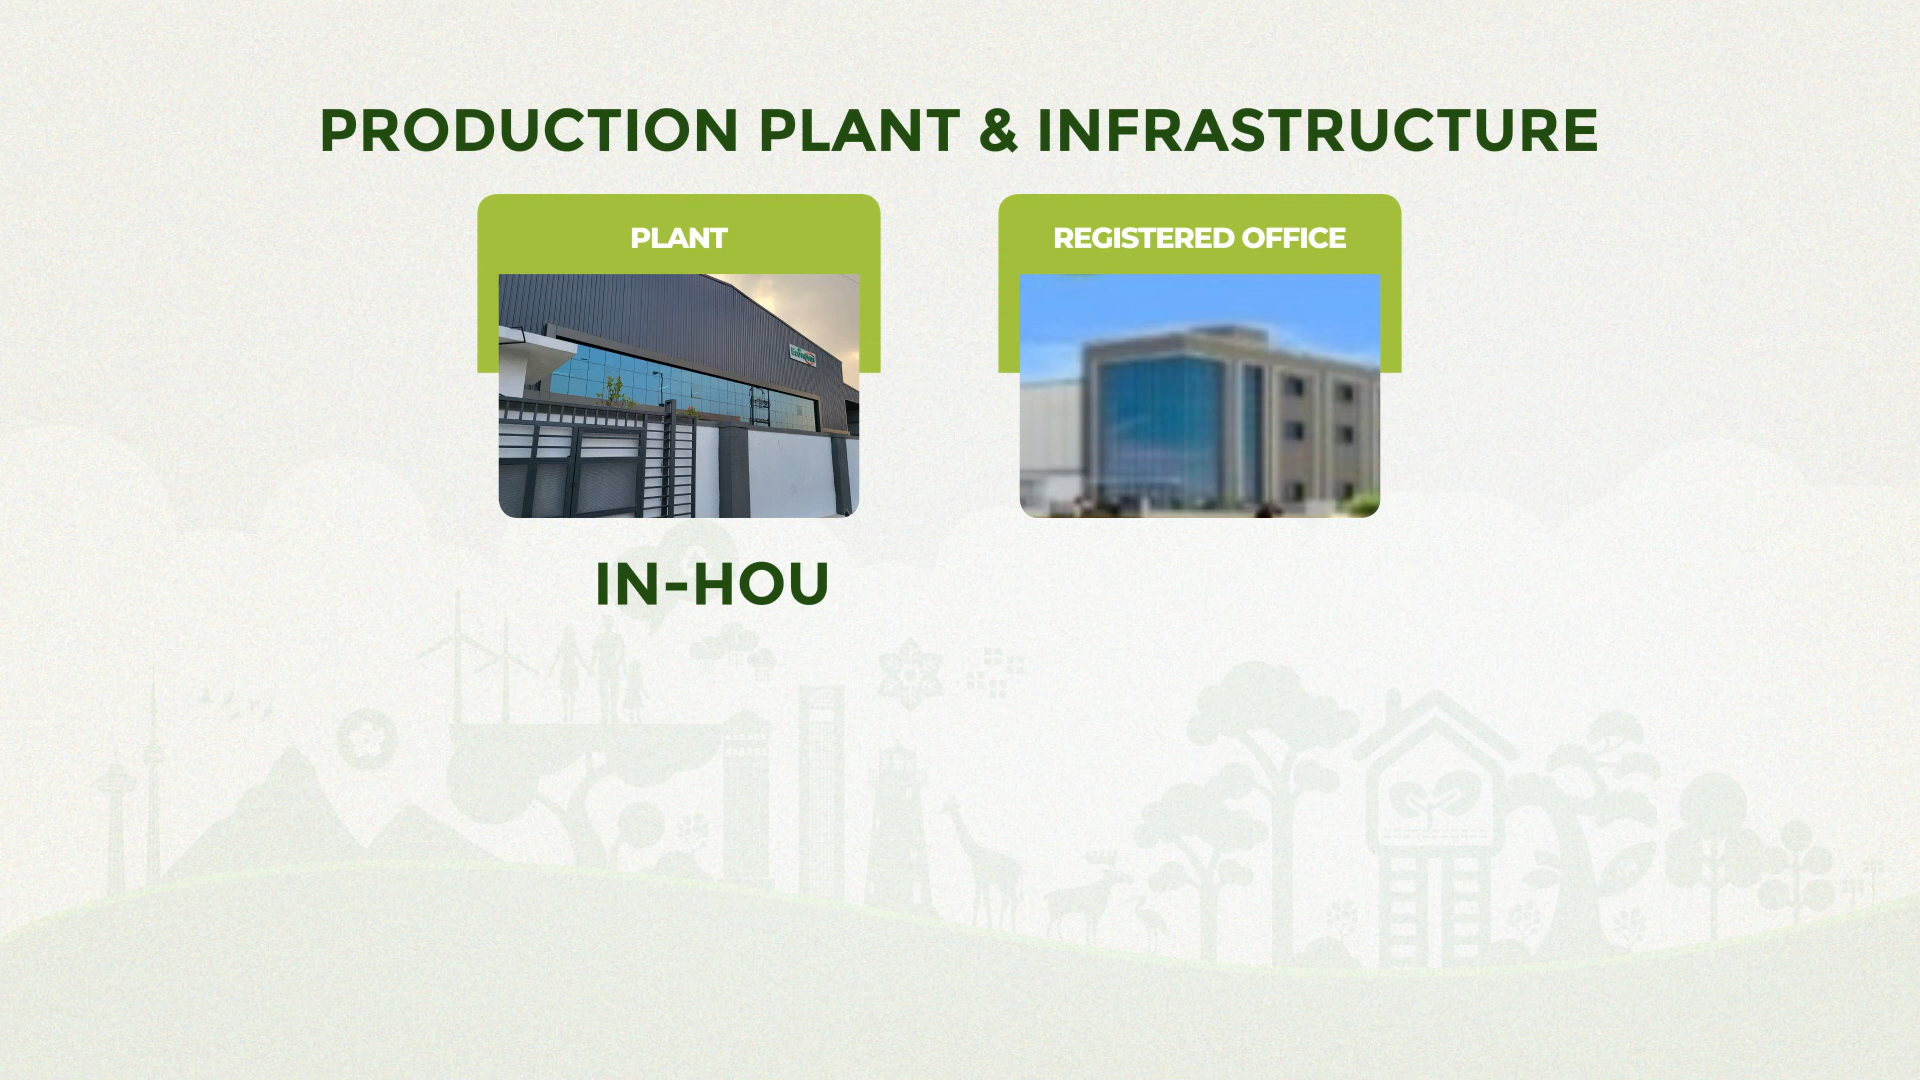 PRODUCTION PLANT & INFRASTRUCTURE
PLANT
REGISTERED OFFICE
IN-HOU